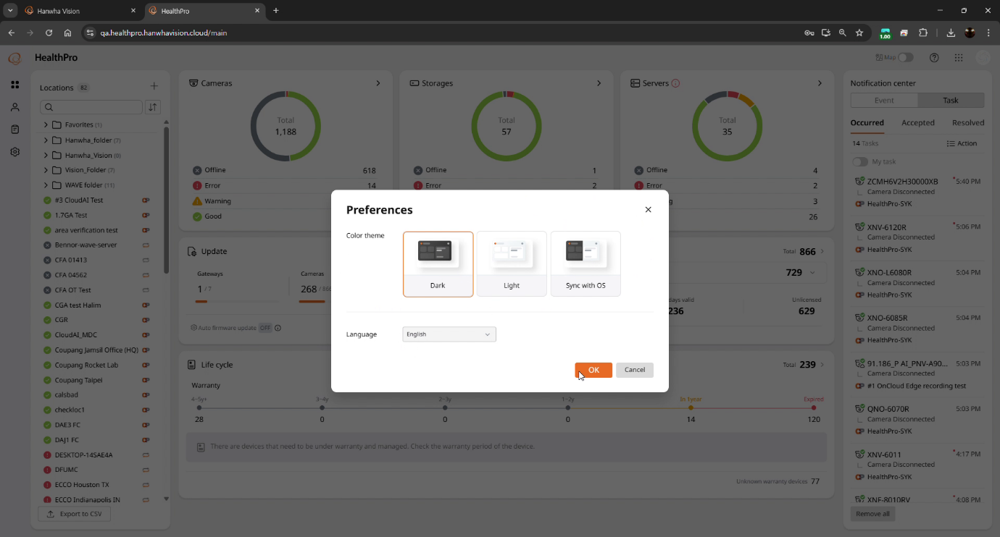 Hanwha Vision
HealthPro
qa.healthpro.hanwhavision.cloud/main
1.00
HealthPro
Map
Locations 82
Favorites (1)
Hanwha_folder (7)
Hanwha_Vision (0)
Vision_Folder (7)
WAVE folder (11)
#3 CloudAI Test
1.7GA Test
area verification test
Bennor-wave-server
CFA 01413
CFA 04562
CFA OT Test
CGA test Halim
CGR
CloudAI_MDC
Coupang Jamsil Office (HQ)
Coupang Rocket Lab
Coupang Taipei
calsbad
checkloc1
DAE3 FC
DAJ1 FC
DESKTOP-14SAE4A
DFUMC
ECCO Houston TX
ECCO Indianapolis IN
Export to CSV
Cameras
Total
1,188
Offline 618
Error 14
Warning
Good
Storages
Total
57
Offline 1
Error 2
Servers
Total
35
Offline 4
Error 2
3
26
Update
Gateways
1 / 7
Cameras
268 / 866
Auto firmware update OFF
Total 866
729
days valid
236
Unlicensed
629
Life cycle
Total 239
Warranty
4~5y+ 3~4y 2~3y 1~2y In 1year Expired
28 0 0 0 14 120
There are devices that need to be under warranty and managed. Check the warranty period of the device.
Unknown warranty devices 77
Preferences
Color theme
Dark
Light
Sync with OS
Language
English
OK
Cancel
Notification center
Event
Task
Occurred
Accepted
Resolved
14 Tasks
Action
My task
ZCMH6V2H30000XB 5:40 PM
Camera Disconnected
HealthPro-SYK
XNV-6120R 5:06 PM
Camera Disconnected
HealthPro-SYK
XNO-L6080R 5:04 PM
Camera Disconnected
HealthPro-SYK
XNO-6085R 5:04 PM
Camera Disconnected
HealthPro-SYK
91.186_P AI_PNV-A90... 5:03 PM
Camera Disconnected
#1 OnCloud Edge recording test
QNO-6070R 5:03 PM
Camera Disconnected
HealthPro-SYK
XNV-6011 4:17 PM
Camera Disconnected
HealthPro-SYK
XNF-8010RV 4:08 PM
Remove all